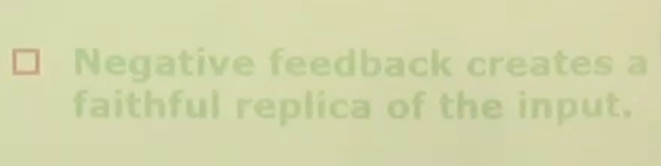 Negative feedback creates a
faithful replica of the input.